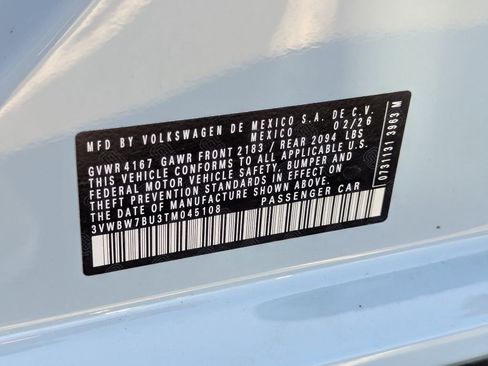 MFD BY VOLKSWAGEN DE MEXICO S.A. DE C.V.
MEXICO 02/26
GVWR 4167 GAWR FRONT 2183 / REAR 2094 LBS
THIS VEHICLE CONFORMS TO ALL APPLICABLE U.S.
FEDERAL MOTOR VEHICLE SAFETY, BUMPER AND
THEFT PREVENTION STANDARDS IN EFFECT ON
THE DATE OF MANUFACTURE SHOWN ABOVE.
3VWBW7BU3TM045108 PASSENGER CAR
0731131 3963 M